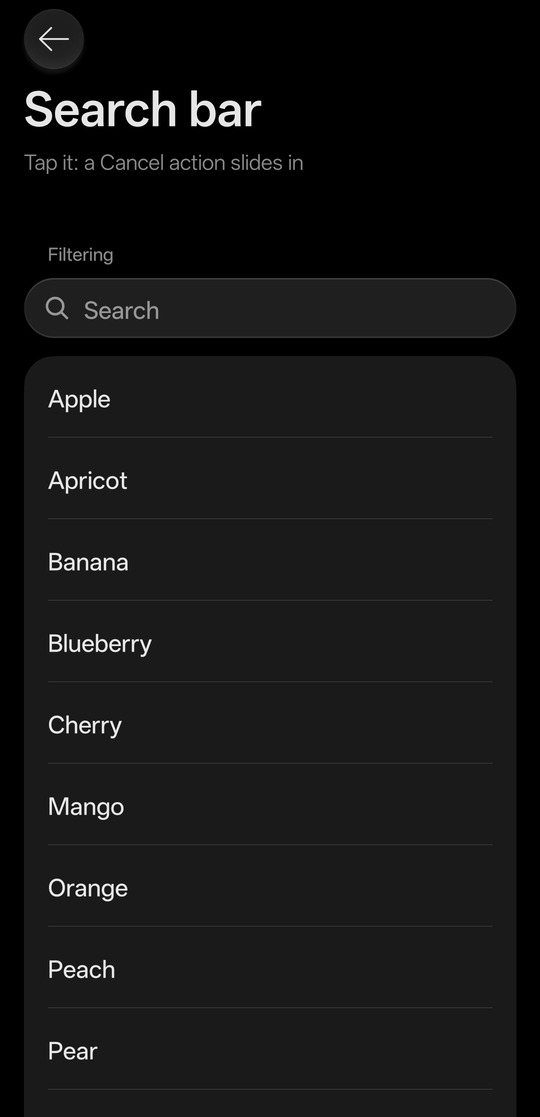 Search bar
Tap it: a Cancel action slides in
Filtering
Search
Apple
Apricot
Banana
Blueberry
Cherry
Mango
Orange
Peach
Pear